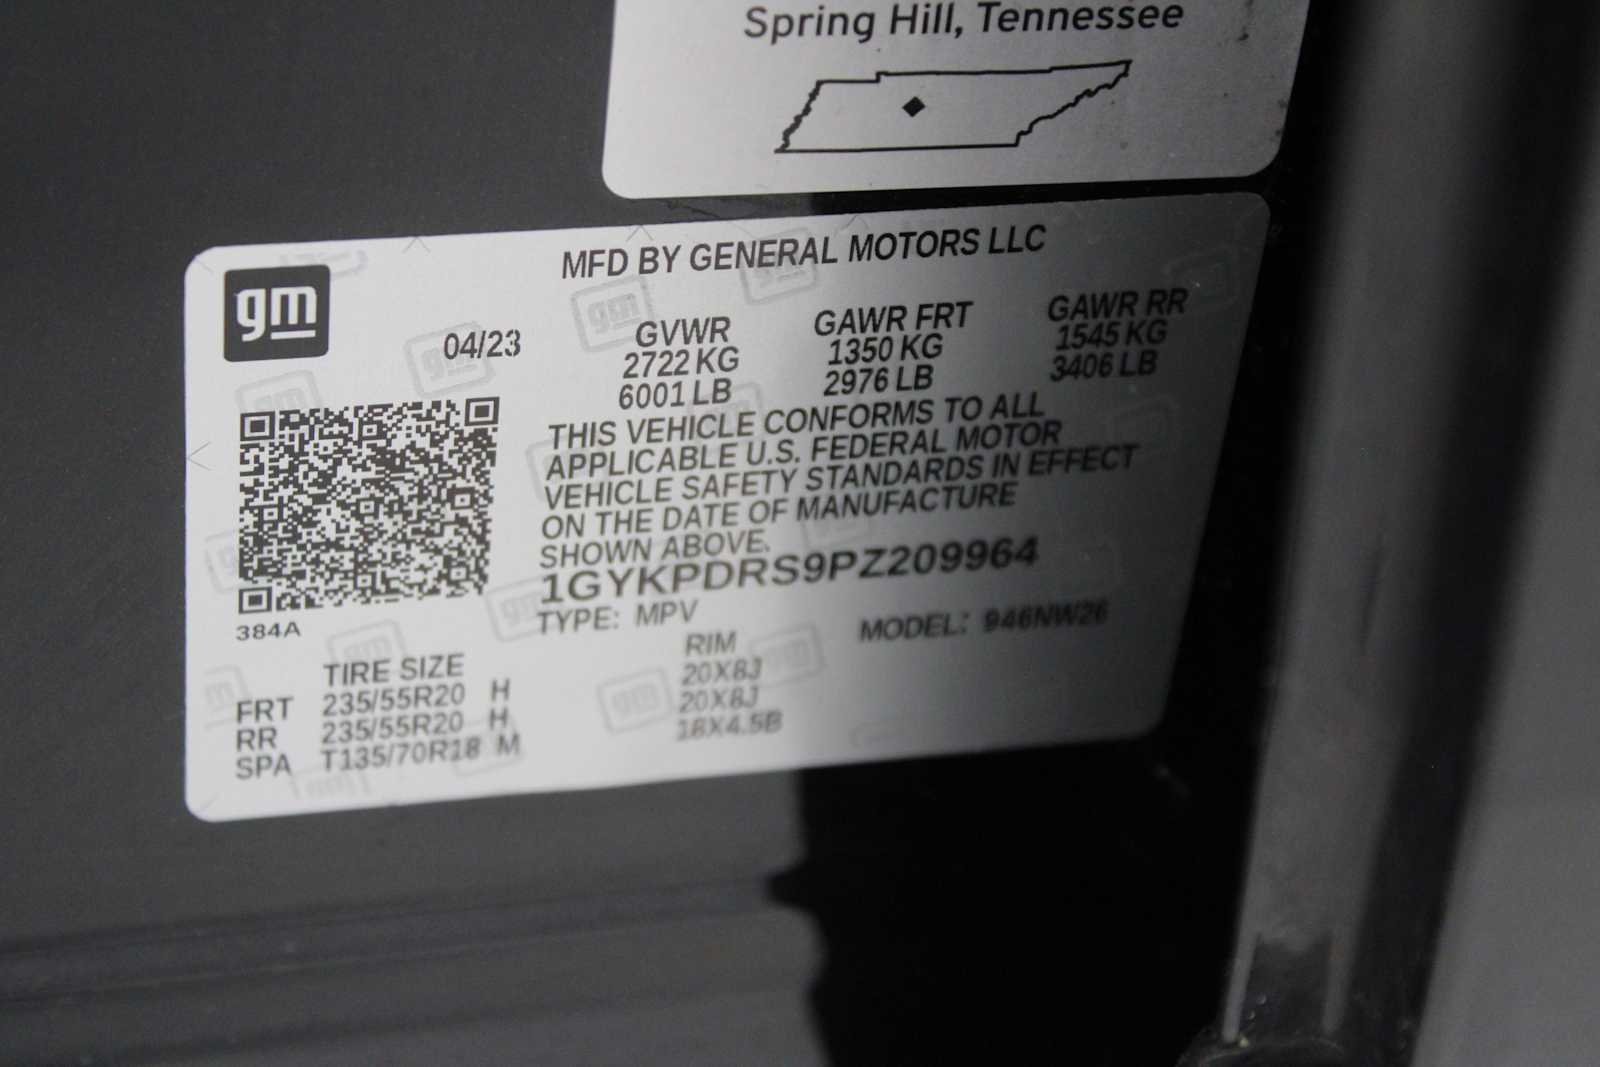 Spring Hill, Tennessee
gm
MFD BY GENERAL MOTORS LLC
04/23
GVWR GAWR FRT GAWR RR
2722 KG 1350 KG 1545 KG
6001 LB 2976 LB 3406 LB
THIS VEHICLE CONFORMS TO ALL
APPLICABLE U.S. FEDERAL MOTOR
VEHICLE SAFETY STANDARDS IN EFFECT
ON THE DATE OF MANUFACTURE
SHOWN ABOVE.
1GYKPDRS9PZ209964
TYPE: MPV MODEL: 946NW26
384A
TIRE SIZE RIM
FRT 235/55R20 H 20X8J
RR 235/55R20 H 20X8J
SPA T135/70R18 M 18X4.5B